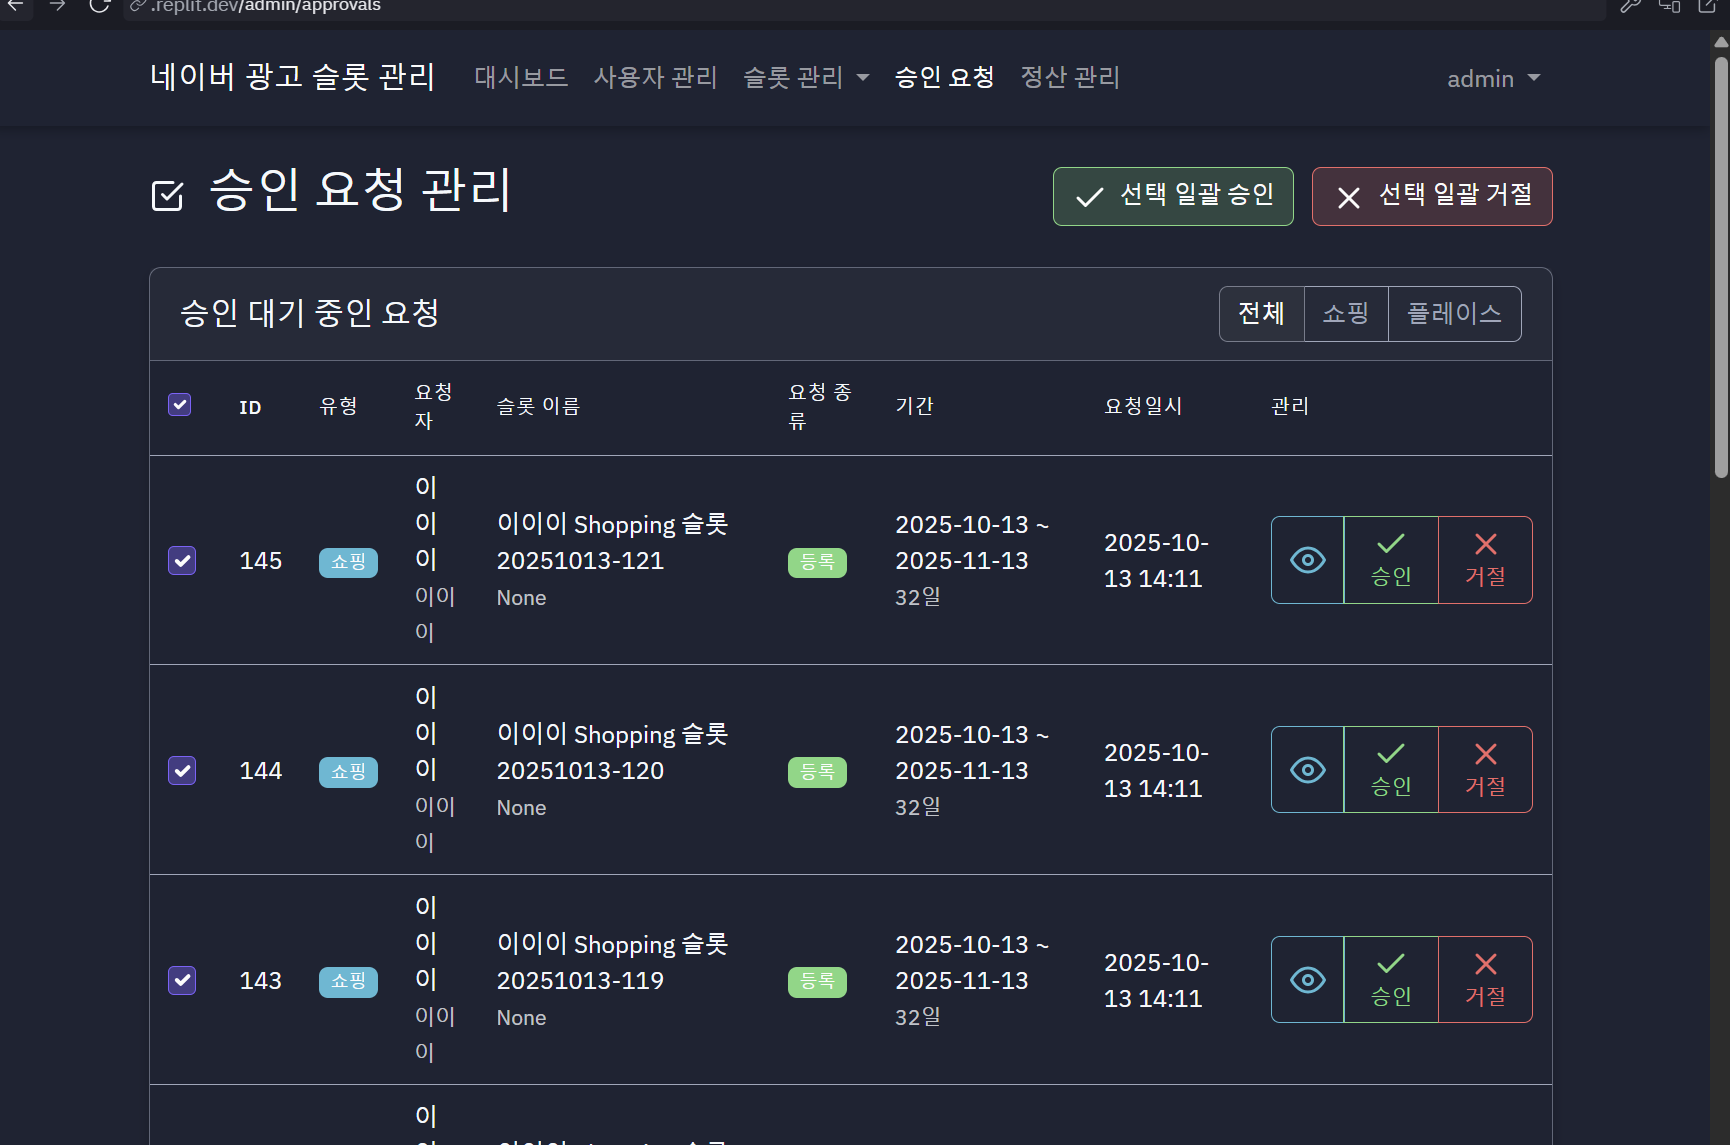 .replit.dev/admin/approvals
네이버 광고 슬롯 관리 대시보드 사용자 관리 슬롯 관리 승인 요청 정산 관리 admin
승인 요청 관리 선택 일괄 승인 선택 일괄 거절
승인 대기 중인 요청 전체 쇼핑 플레이스
ID 유형 요청자 슬롯 이름 요청 종류 기간 요청일시 관리
이
이
이
이이
이
145 쇼핑
이이이 Shopping 슬롯
20251013-121
None
등록
2025-10-13 ~
2025-11-13
32일
2025-10-
13 14:11
승인 거절
144 쇼핑
이
이
이
이이
이
이이이 Shopping 슬롯
20251013-120
None
등록
2025-10-13 ~
2025-11-13
32일
2025-10-
13 14:11
승인 거절
143 쇼핑
이
이
이
이이
이
이이이 Shopping 슬롯
20251013-119
None
등록
2025-10-13 ~
2025-11-13
32일
2025-10-
13 14:11
승인 거절
이